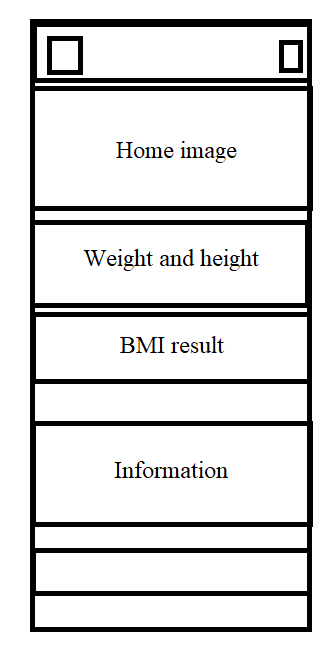 Home image
Weight and height
BMI result
Information